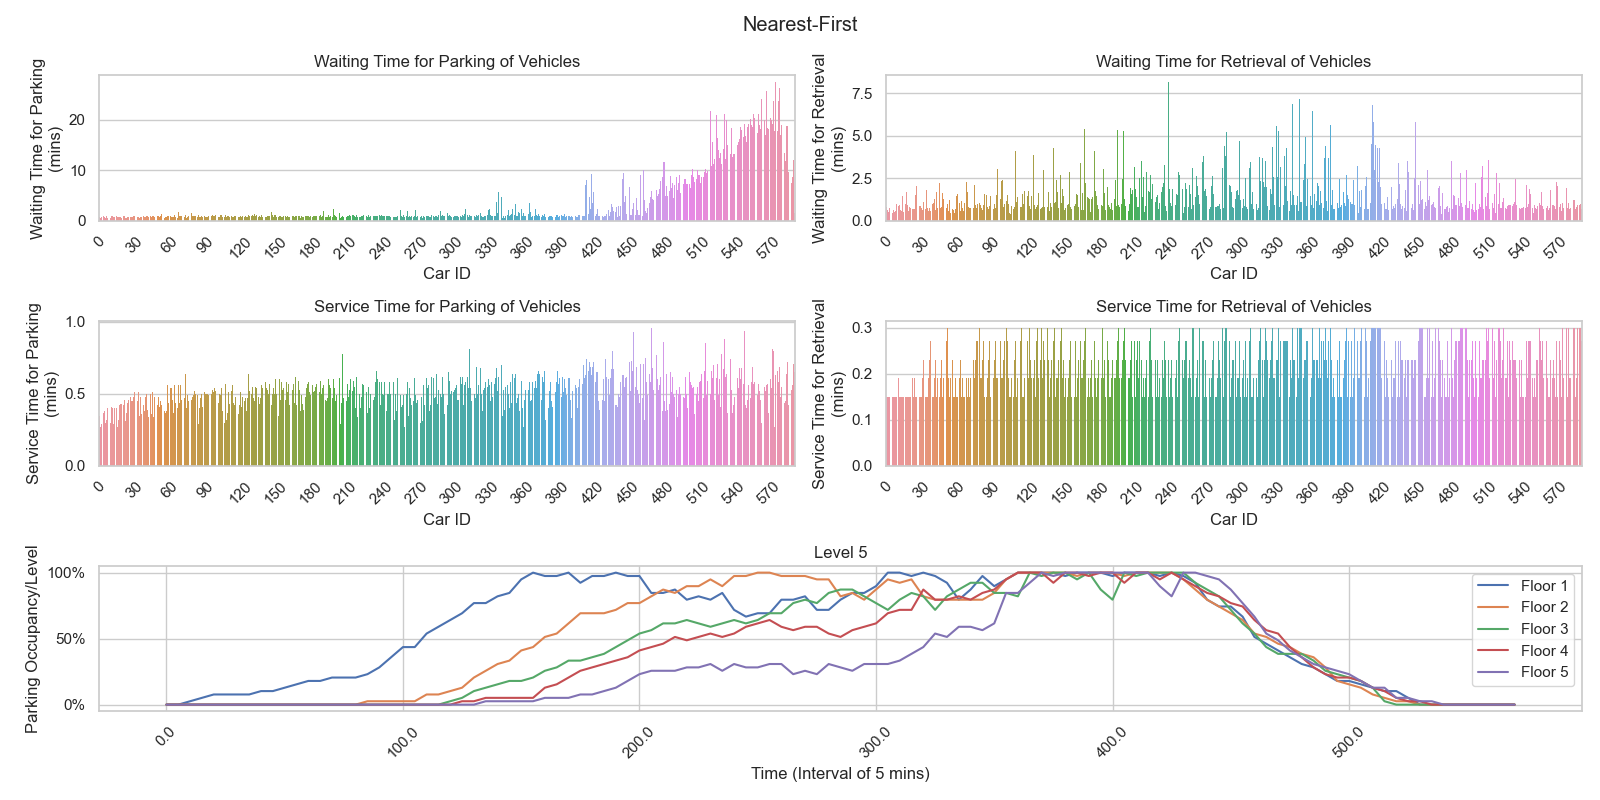 Nearest-First
Waiting Time for Parking of Vehicles
Waiting Time for Parking
(mins)
20
10
0
0 30 60 90 120 150 180 210 240 270 300 330 360 390 420 450 480 510 540 570
Car ID
Waiting Time for Retrieval of Vehicles
Waiting Time for Retrieval
(mins)
7.5
5.0
2.5
0.0
0 30 60 90 120 150 180 210 240 270 300 330 360 390 420 450 480 510 540 570
Car ID
Service Time for Parking of Vehicles
Service Time for Parking
(mins)
1.0
0.5
0.0
0 30 60 90 120 150 180 210 240 270 300 330 360 390 420 450 480 510 540 570
Car ID
Service Time for Retrieval of Vehicles
Service Time for Retrieval
(mins)
0.3
0.2
0.1
0.0
0 30 60 90 120 150 180 210 240 270 300 330 360 390 420 450 480 510 540 570
Car ID
Level 5
Parking Occupancy/Level
100%
50%
0%
Floor 1
Floor 2
Floor 3
Floor 4
Floor 5
0.0 100.0 200.0 300.0 400.0 500.0
Time (Interval of 5 mins)